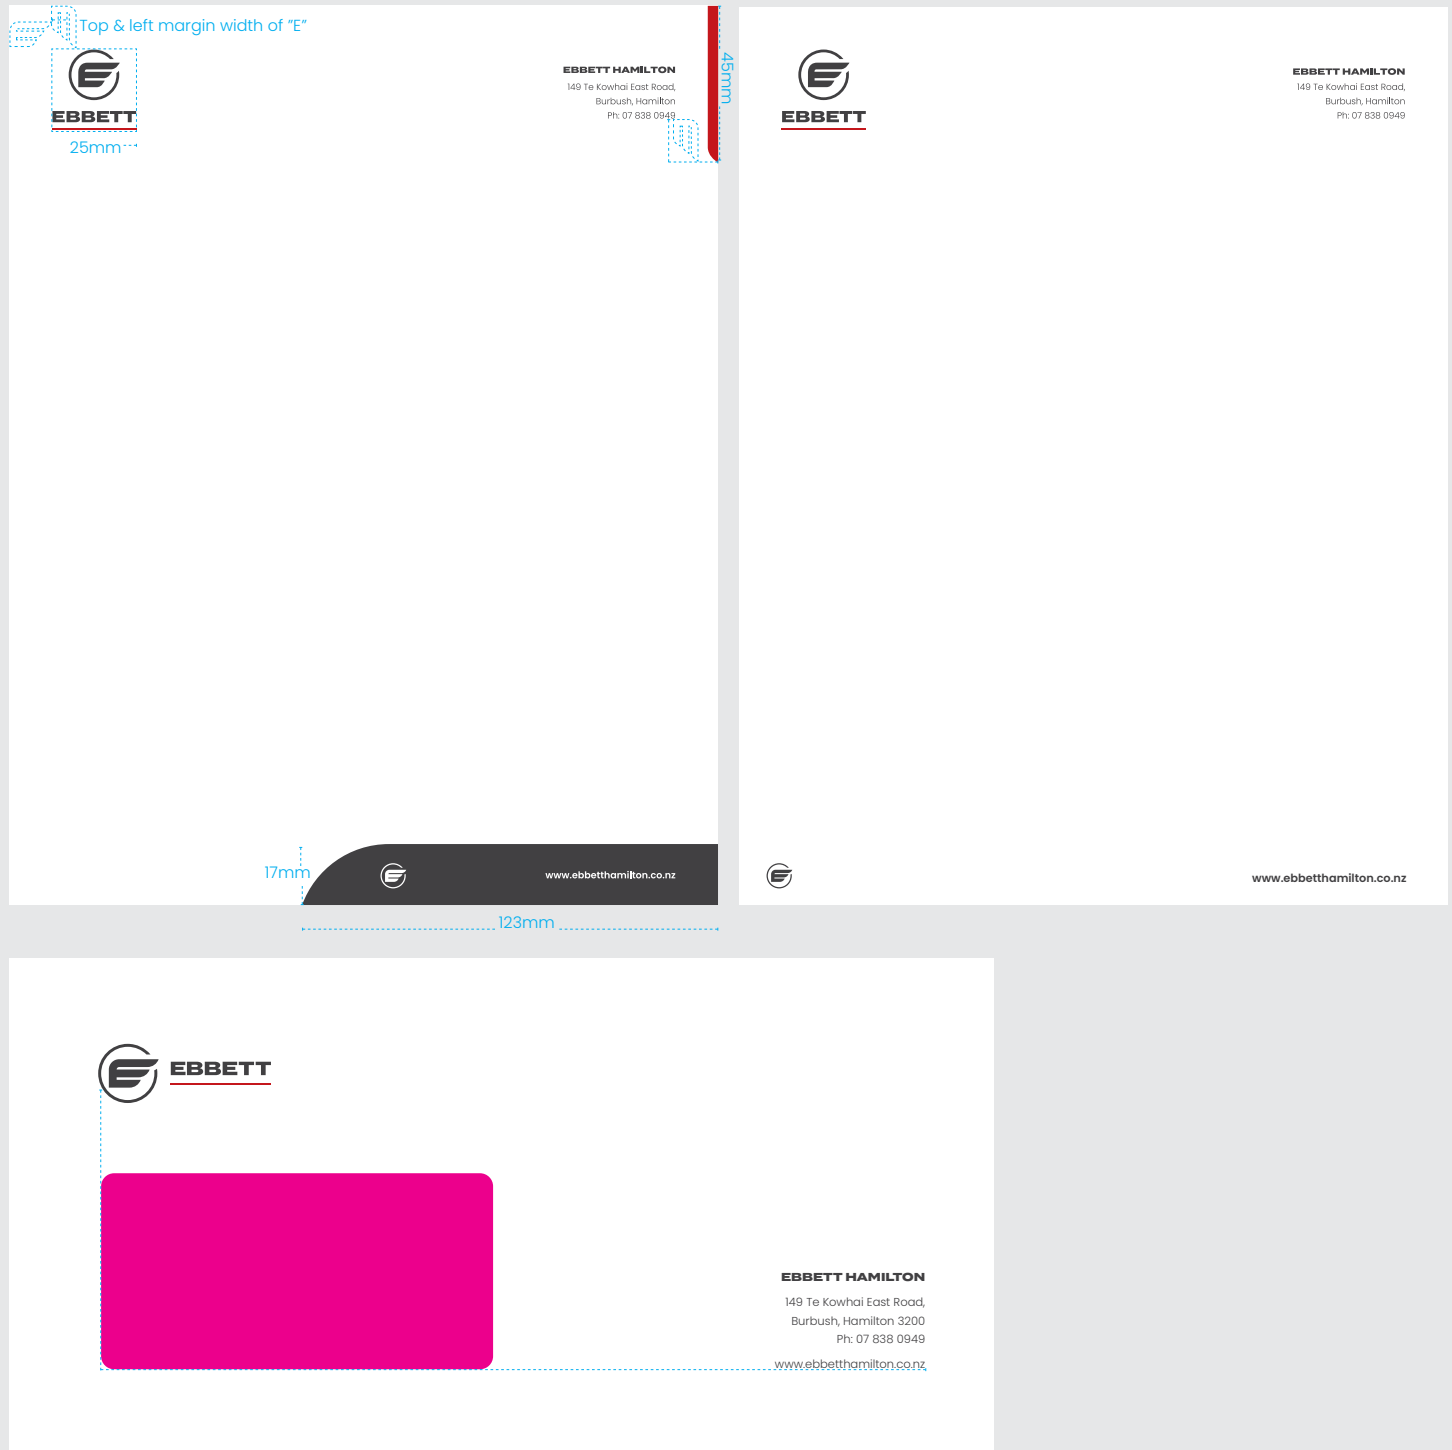 Top & left margin width of "E"
EBBETT
25mm
EBBETT HAMILTON
149 Te Kowhai East Road,
Burbush, Hamilton
Ph: 07 838 0949
45mm
17mm
www.ebbetthamilton.co.nz
123mm
EBBETT
EBBETT HAMILTON
149 Te Kowhai East Road,
Burbush, Hamilton
Ph: 07 838 0949
www.ebbetthamilton.co.nz
EBBETT
EBBETT HAMILTON
149 Te Kowhai East Road,
Burbush, Hamilton 3200
Ph: 07 838 0949
www.ebbetthamilton.co.nz